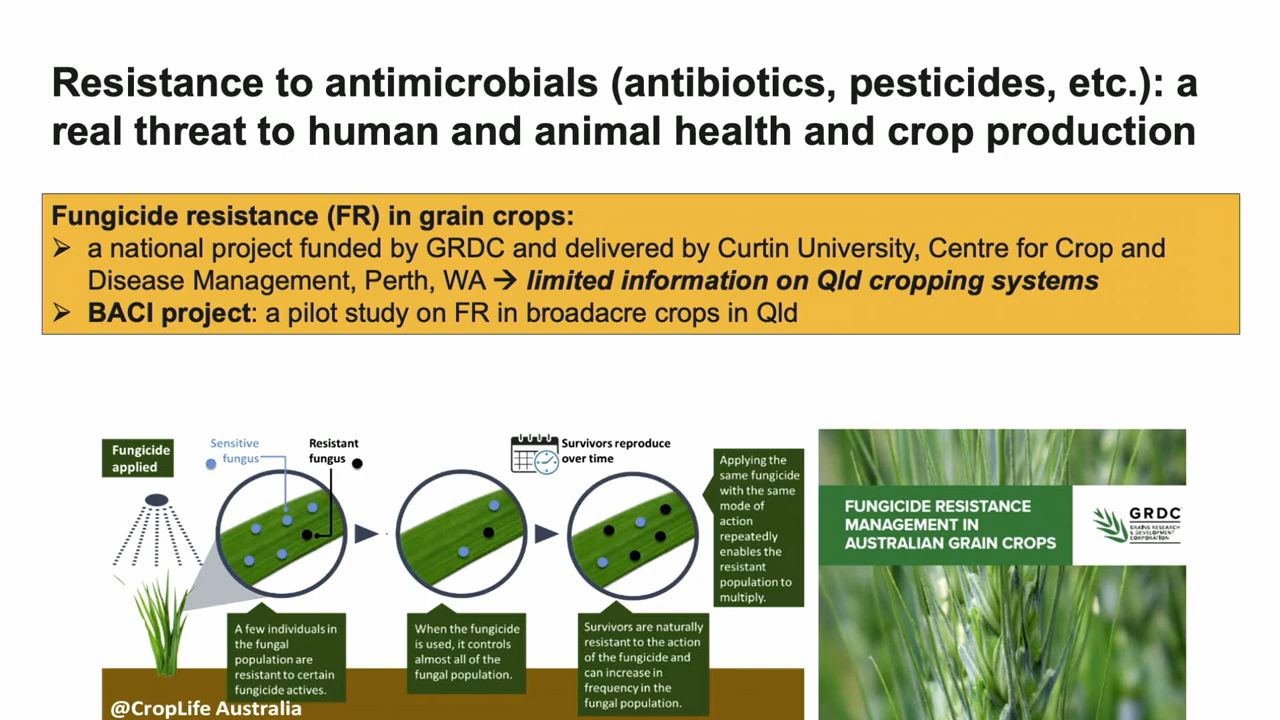 Resistance to antimicrobials (antibiotics, pesticides, etc.): a
real threat to human and animal health and crop production
Fungicide resistance (FR) in grain crops:
➢ a national project funded by GRDC and delivered by Curtin University, Centre for Crop and
Disease Management, Perth, WA → limited information on Qld cropping systems
➢ BACI project: a pilot study on FR in broadacre crops in Qld
Fungicide
applied
Sensitive
fungus
Resistant
fungus
Survivors reproduce
over time
Applying the
same fungicide
with the same
mode of
action
repeatedly
enables the
resistant
population to
multiply.
A few individuals in
the fungal
population are
resistant to certain
fungicide actives.
When the fungicide
is used, it controls
almost all of the
fungal population.
Survivors are naturally
resistant to the action
of the fungicide and
can increase in
frequency in the
fungal population.
@CropLife Australia
FUNGICIDE RESISTANCE
MANAGEMENT IN
AUSTRALIAN GRAIN CROPS
GRDC
GRAINS RESEARCH
& DEVELOPMENT
CORPORATION